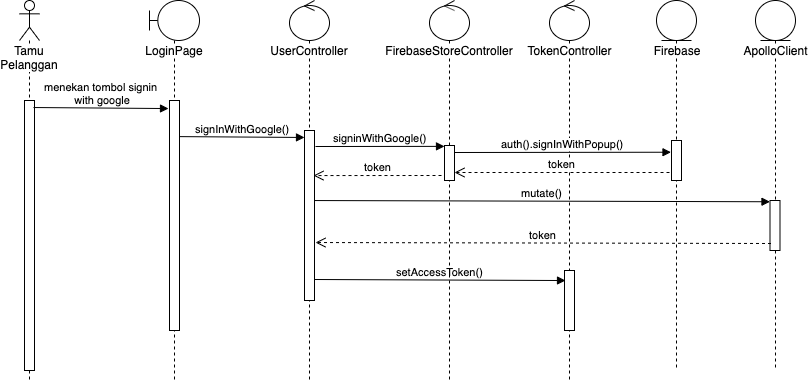 Tamu
Pelanggan
LoginPage
UserController
FirebaseStoreController
TokenController
Firebase
ApolloClient
menekan tombol signin
with google
signInWithGoogle()
signinWithGoogle()
auth().signInWithPopup()
token
token
mutate()
token
setAccessToken()